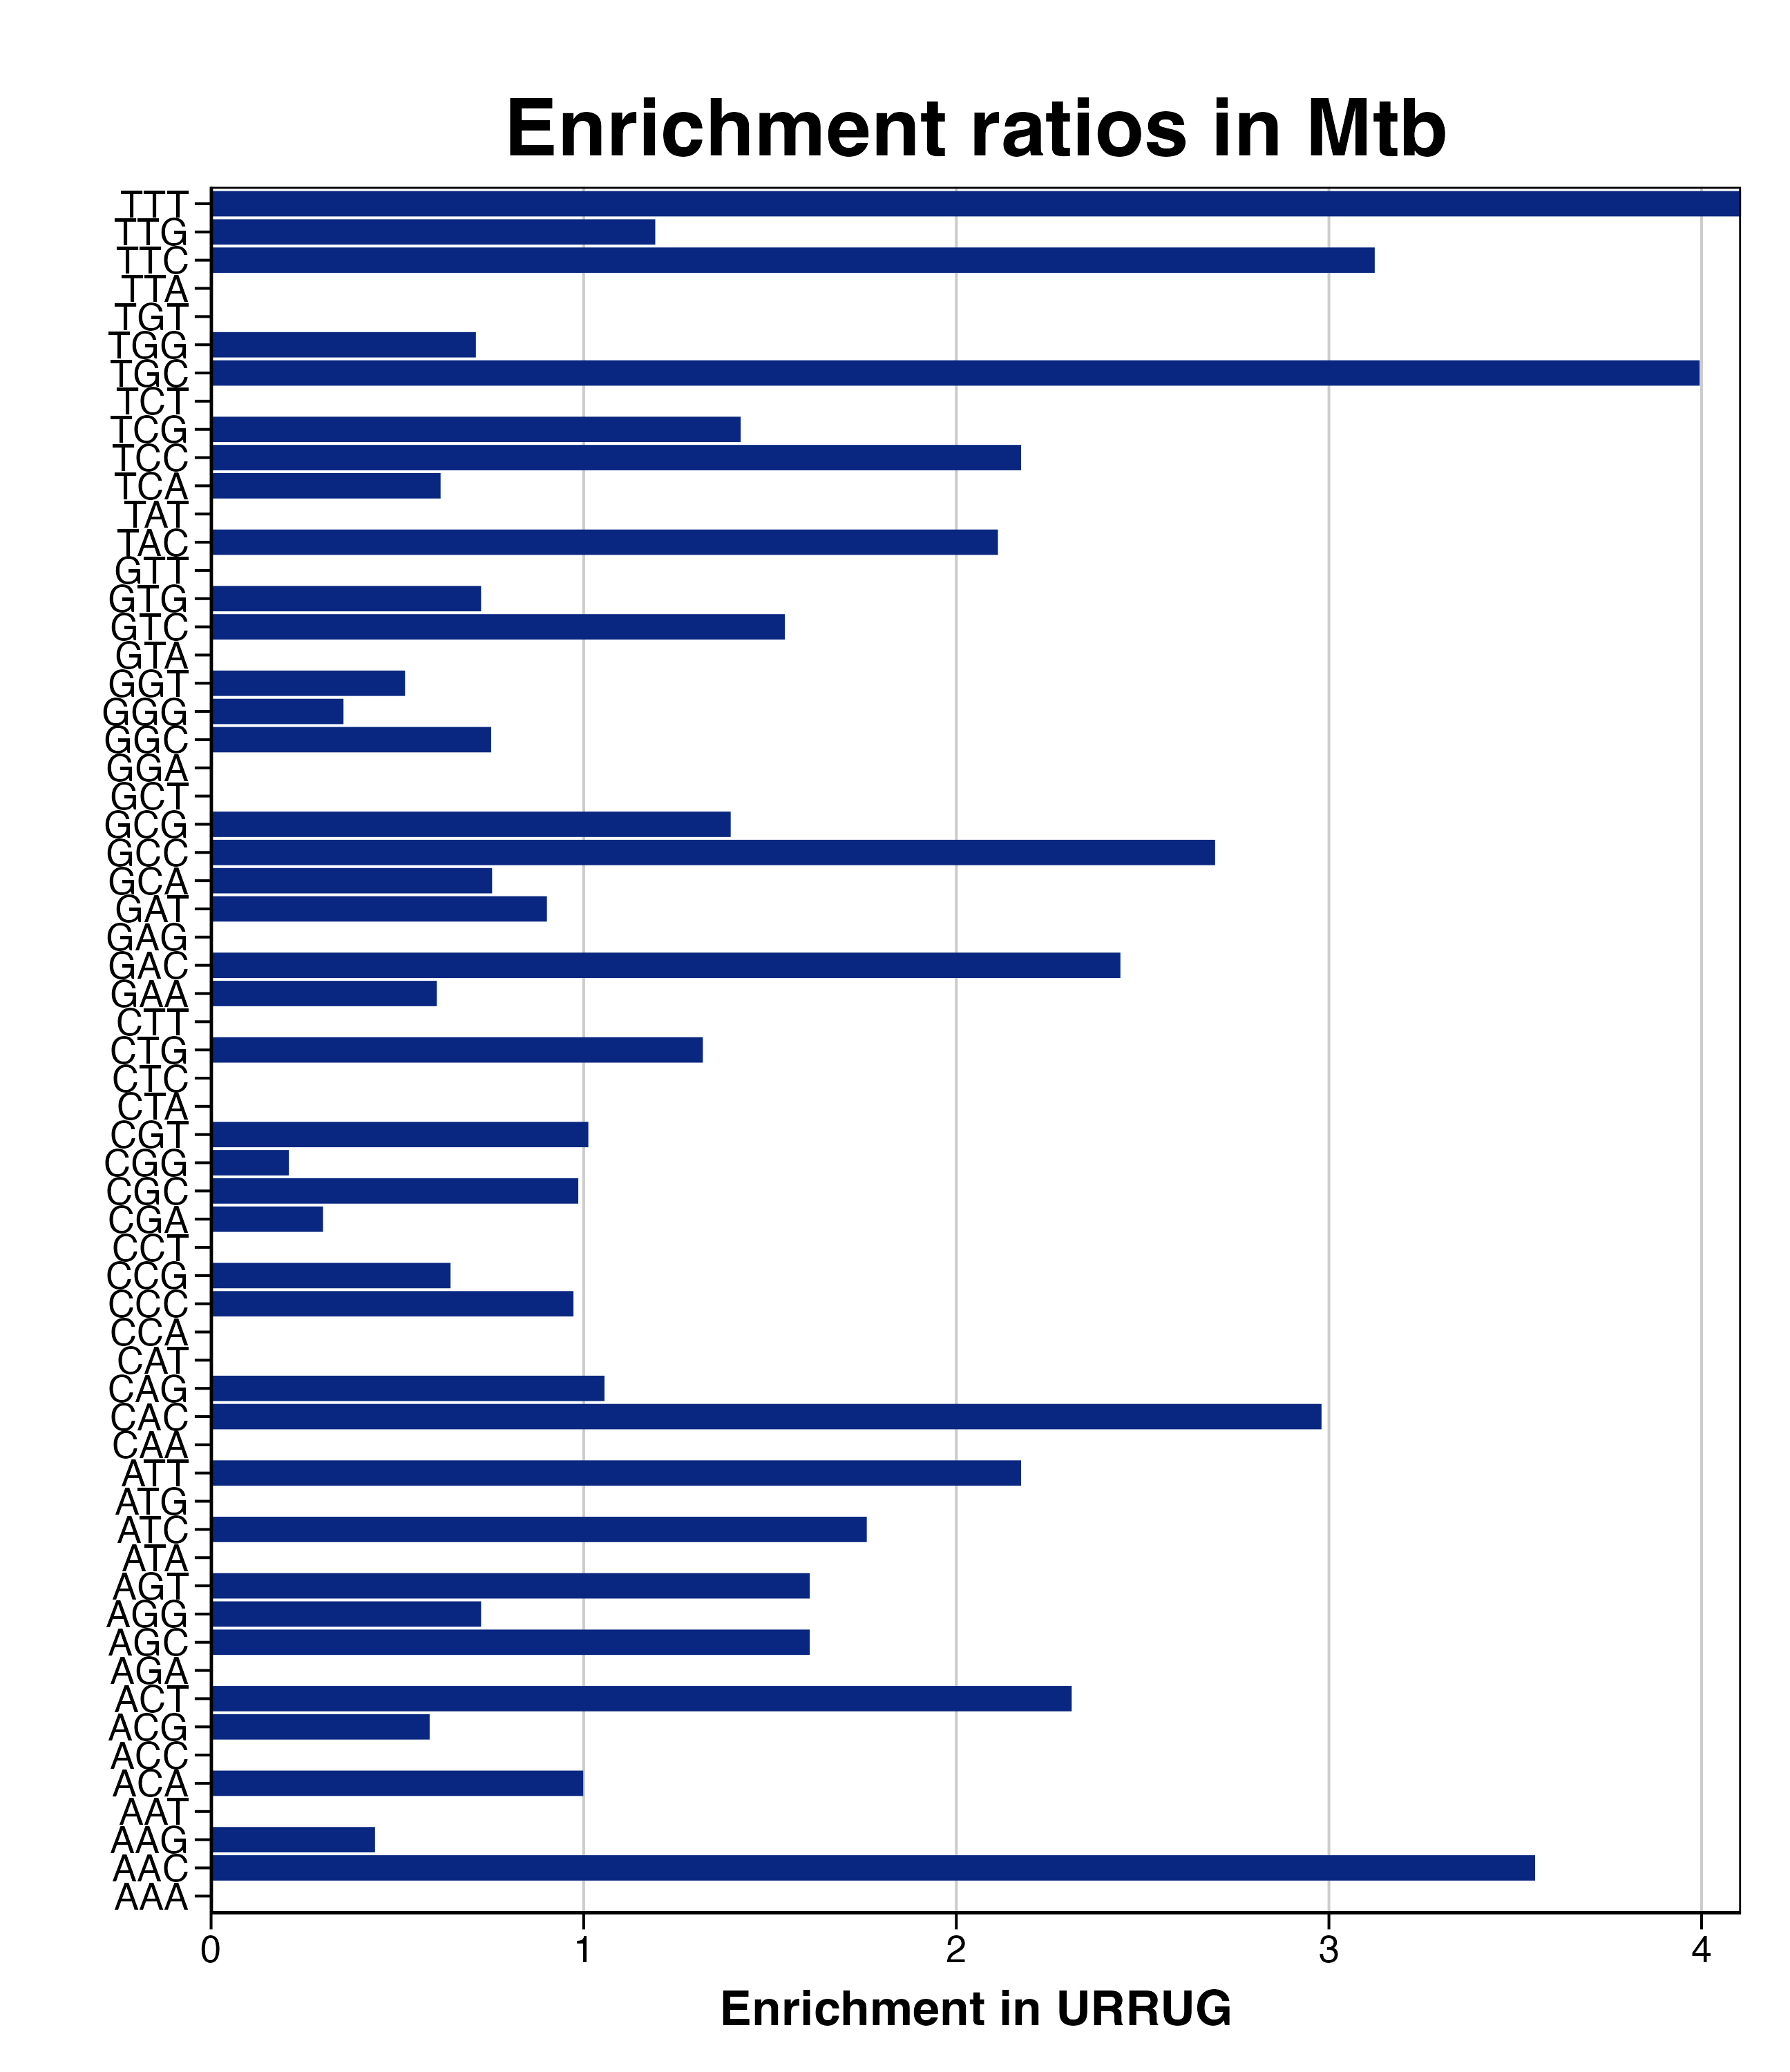 Enrichment ratios in Mtb
TTT
TTG
TTC
TTA
TGT
TGG
TGC
TCT
TCG
TCC
TCA
TAT
TAC
GTT
GTG
GTC
GTA
GGT
GGG
GGC
GGA
GCT
GCG
GCC
GCA
GAT
GAG
GAC
GAA
CTT
CTG
CTC
CTA
CGT
CGG
CGC
CGA
CCT
CCG
CCC
CCA
CAT
CAG
CAC
CAA
ATT
ATG
ATC
ATA
AGT
AGG
AGC
AGA
ACT
ACG
ACC
ACA
AAT
AAG
AAC
AAA
0 1 2 3 4
Enrichment in URRUG